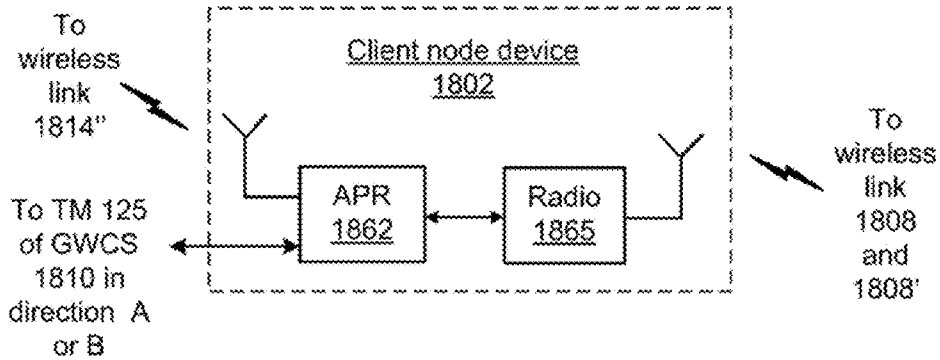 To
wireless
link
1814"
To TM 125
of GWCS
1810 in
direction A
or B
Client node device
1802
APR
1862
Radio
1865
To
wireless
link
1808
and
1808'